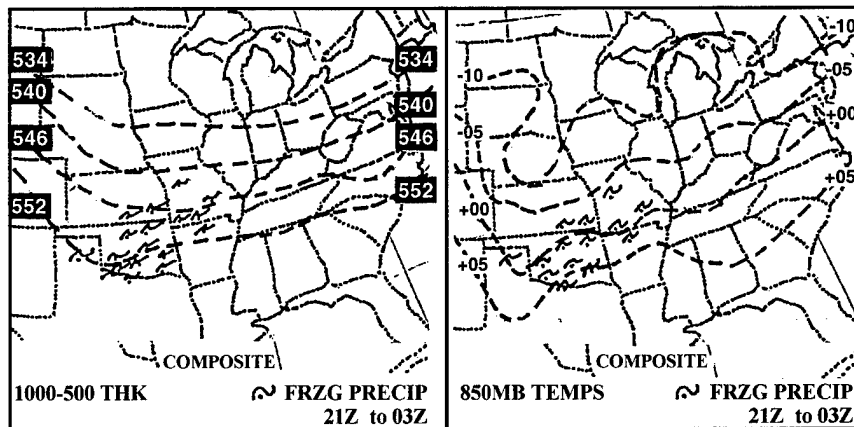 534
534
540
540
546
546
552
552
COMPOSITE
1000-500 THK
FRZG PRECIP
21Z to 03Z
-10
-05
+00
+05
-10
-05
+00
+05
COMPOSITE
850MB TEMPS
FRZG PRECIP
21Z to 03Z